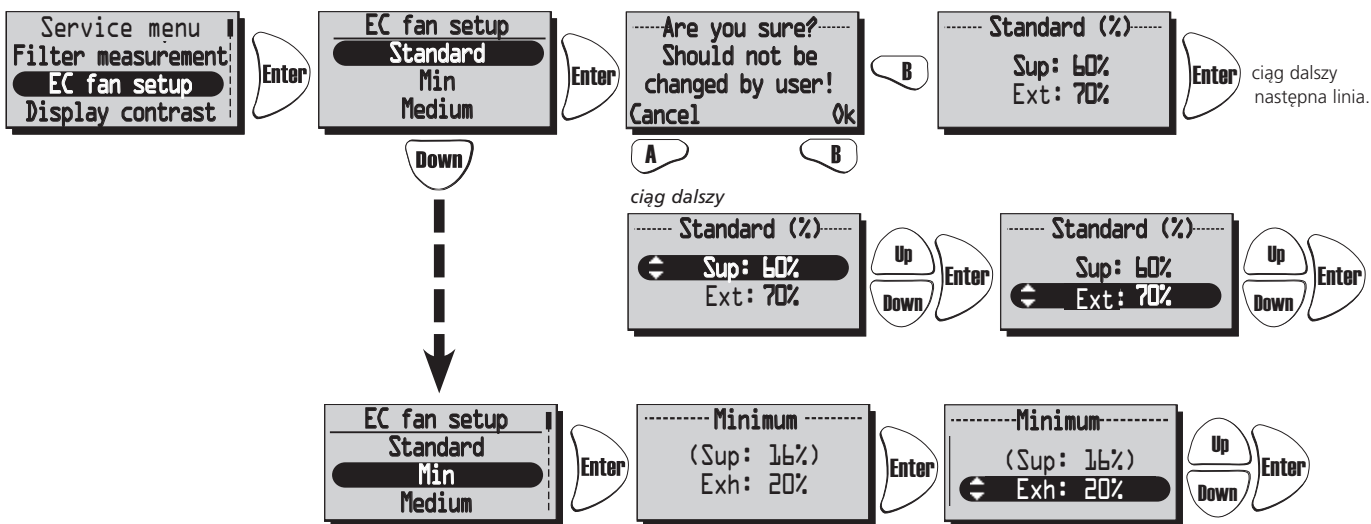 Service menu
Filter measurement
EC fan setup
Display contrast
Enter
EC fan setup
Standard
Min
Medium
Enter
Are you sure?
Should not be
changed by user!
Cancel Ok
A B
B
Standard (%)
Sup: 60%
Ext: 70%
Enter
ciąg dalszy
następna linia.
Down
ciąg dalszy
Standard (%)
Sup: 60%
Ext: 70%
Up
Down
Enter
Standard (%)
Sup: 60%
Ext: 70%
Up
Down
Enter
EC fan setup
Standard
Min
Medium
Enter
Minimum
(Sup: 16%)
Exh: 20%
Enter
Minimum
(Sup: 16%)
Exh: 20%
Up
Down
Enter